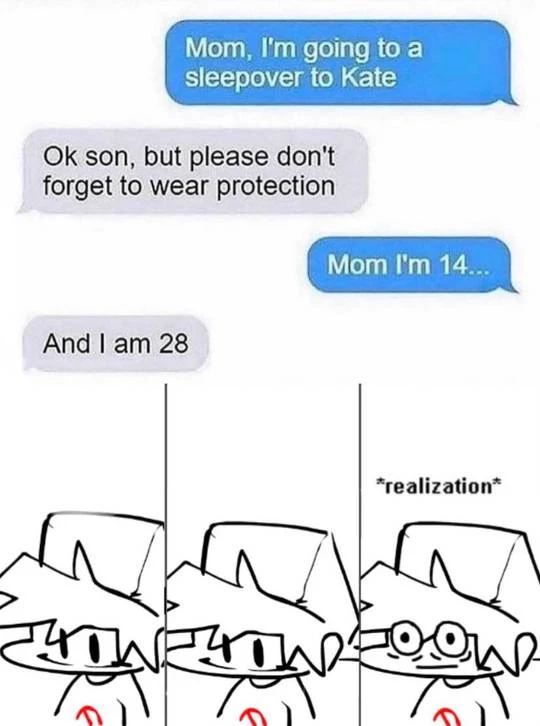 Mom, I'm going to a
sleepover to Kate
Ok son, but please don't
forget to wear protection
Mom I'm 14...
And I am 28
*realization*